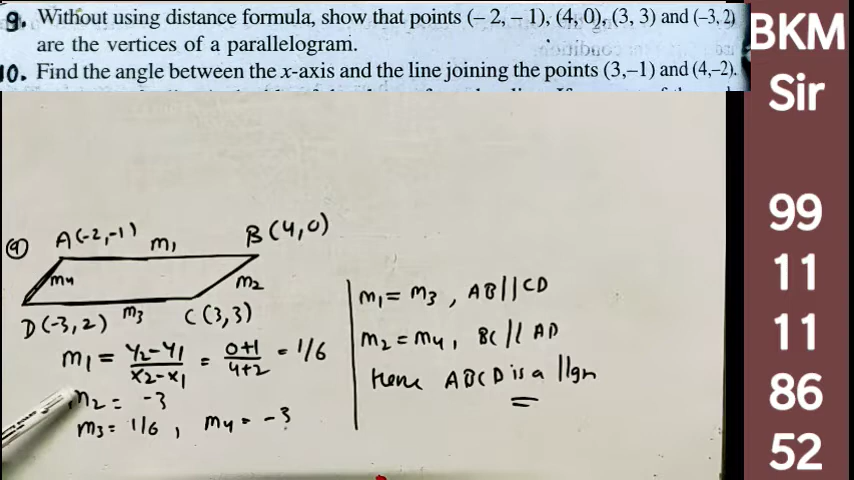 9. Without using distance formula, show that points (– 2, – 1), (4, 0), (3, 3) and (–3, 2)
are the vertices of a parallelogram.
10. Find the angle between the x-axis and the line joining the points (3,–1) and (4,–2).
BKM
Sir
99
11
11
86
52
9 A(-2,-1) m1 B(4,0)
m4 m2
D(-3,2) m3 C(3,3)
m1 = y2-y1/x2-x1 = 0+1/4+2 = 1/6
m2 = -3
m3 = 1/6, m4 = -3
m1 = m3, AB||CD
m2 = m4, BC || AD
Hene ABCD is a ||gm